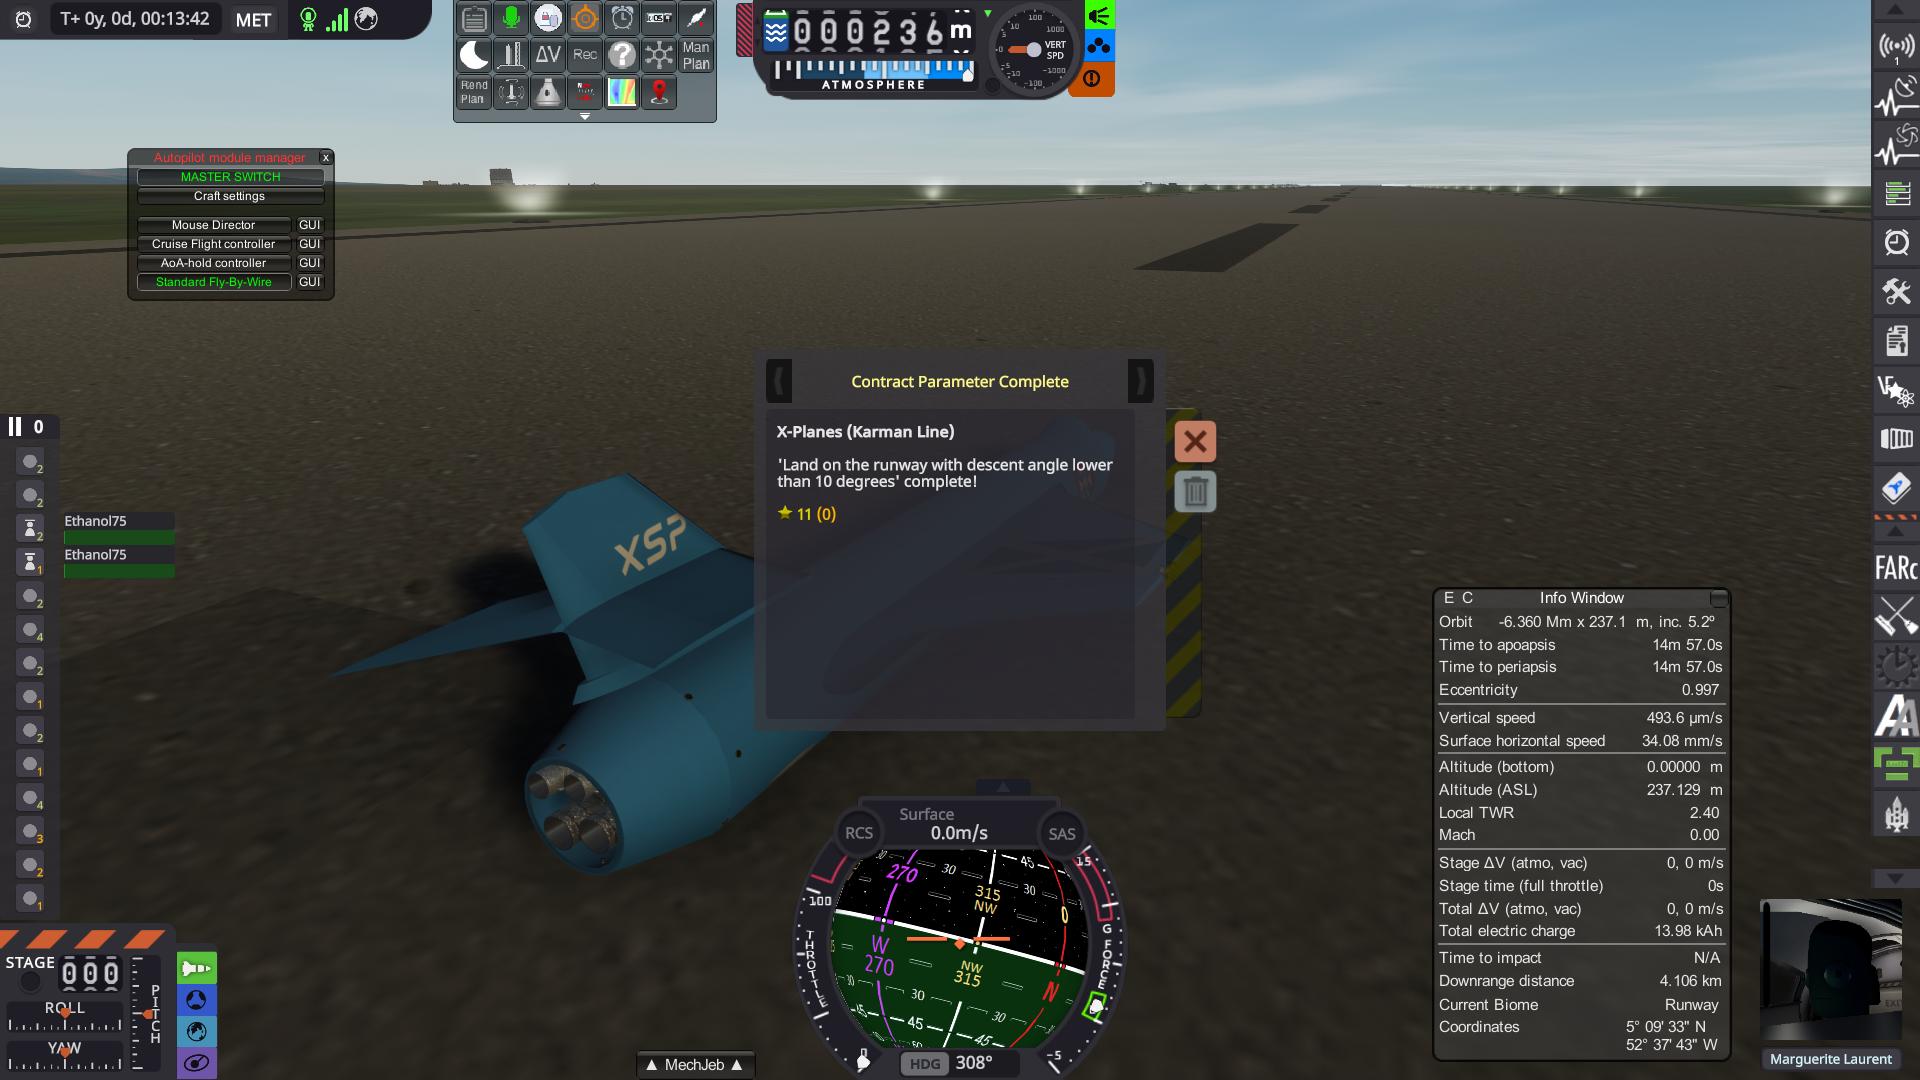 T+ 0y, 0d, 00:13:42 MET
ΔV Rec ? Man Plan
Rend Plan
000236 m
ATMOSPHERE
VERT SPD
Autopilot module manager x
MASTER SWITCH
Craft settings
Mouse Director GUI
Cruise Flight controller GUI
AoA-hold controller GUI
Standard Fly-By-Wire GUI
0
Ethanol75
Ethanol75
XSP
Contract Parameter Complete
X-Planes (Karman Line)
'Land on the runway with descent angle lower
than 10 degrees' complete!
11 (0)
FARc
E C Info Window
Orbit -6.360 Mm x 237.1 m, inc. 5.2º
Time to apoapsis 14m 57.0s
Time to periapsis 14m 57.0s
Eccentricity 0.997
Vertical speed 493.6 µm/s
Surface horizontal speed 34.08 mm/s
Altitude (bottom) 0.00000 m
Altitude (ASL) 237.129 m
Local TWR 2.40
Mach 0.00
Stage ΔV (atmo, vac) 0, 0 m/s
Stage time (full throttle) 0s
Total ΔV (atmo, vac) 0, 0 m/s
Total electric charge 13.98 kAh
Time to impact N/A
Downrange distance 4.106 km
Current Biome Runway
Coordinates 5° 09' 33" N
52° 37' 43" W
Surface
RCS 0.0m/s SAS
270 315 NW
W 270 NW 315 N
THROTTLE
G FORCE
HDG 308°
STAGE 000
ROLL
YAW
PITCH
▲ MechJeb ▲
Marguerite Laurent